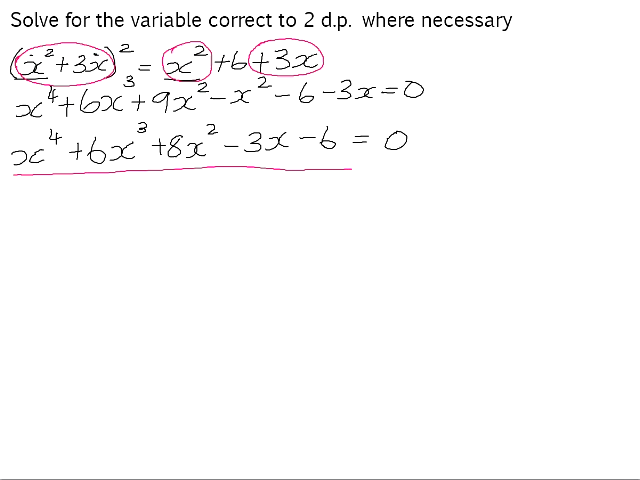 Solve for the variable correct to 2 d.p. where necessary
(x²+3x)² = x²+6+3x
x⁴+6x³+9x²-x²-6-3x=0
x⁴+6x³+8x²-3x-6 = 0